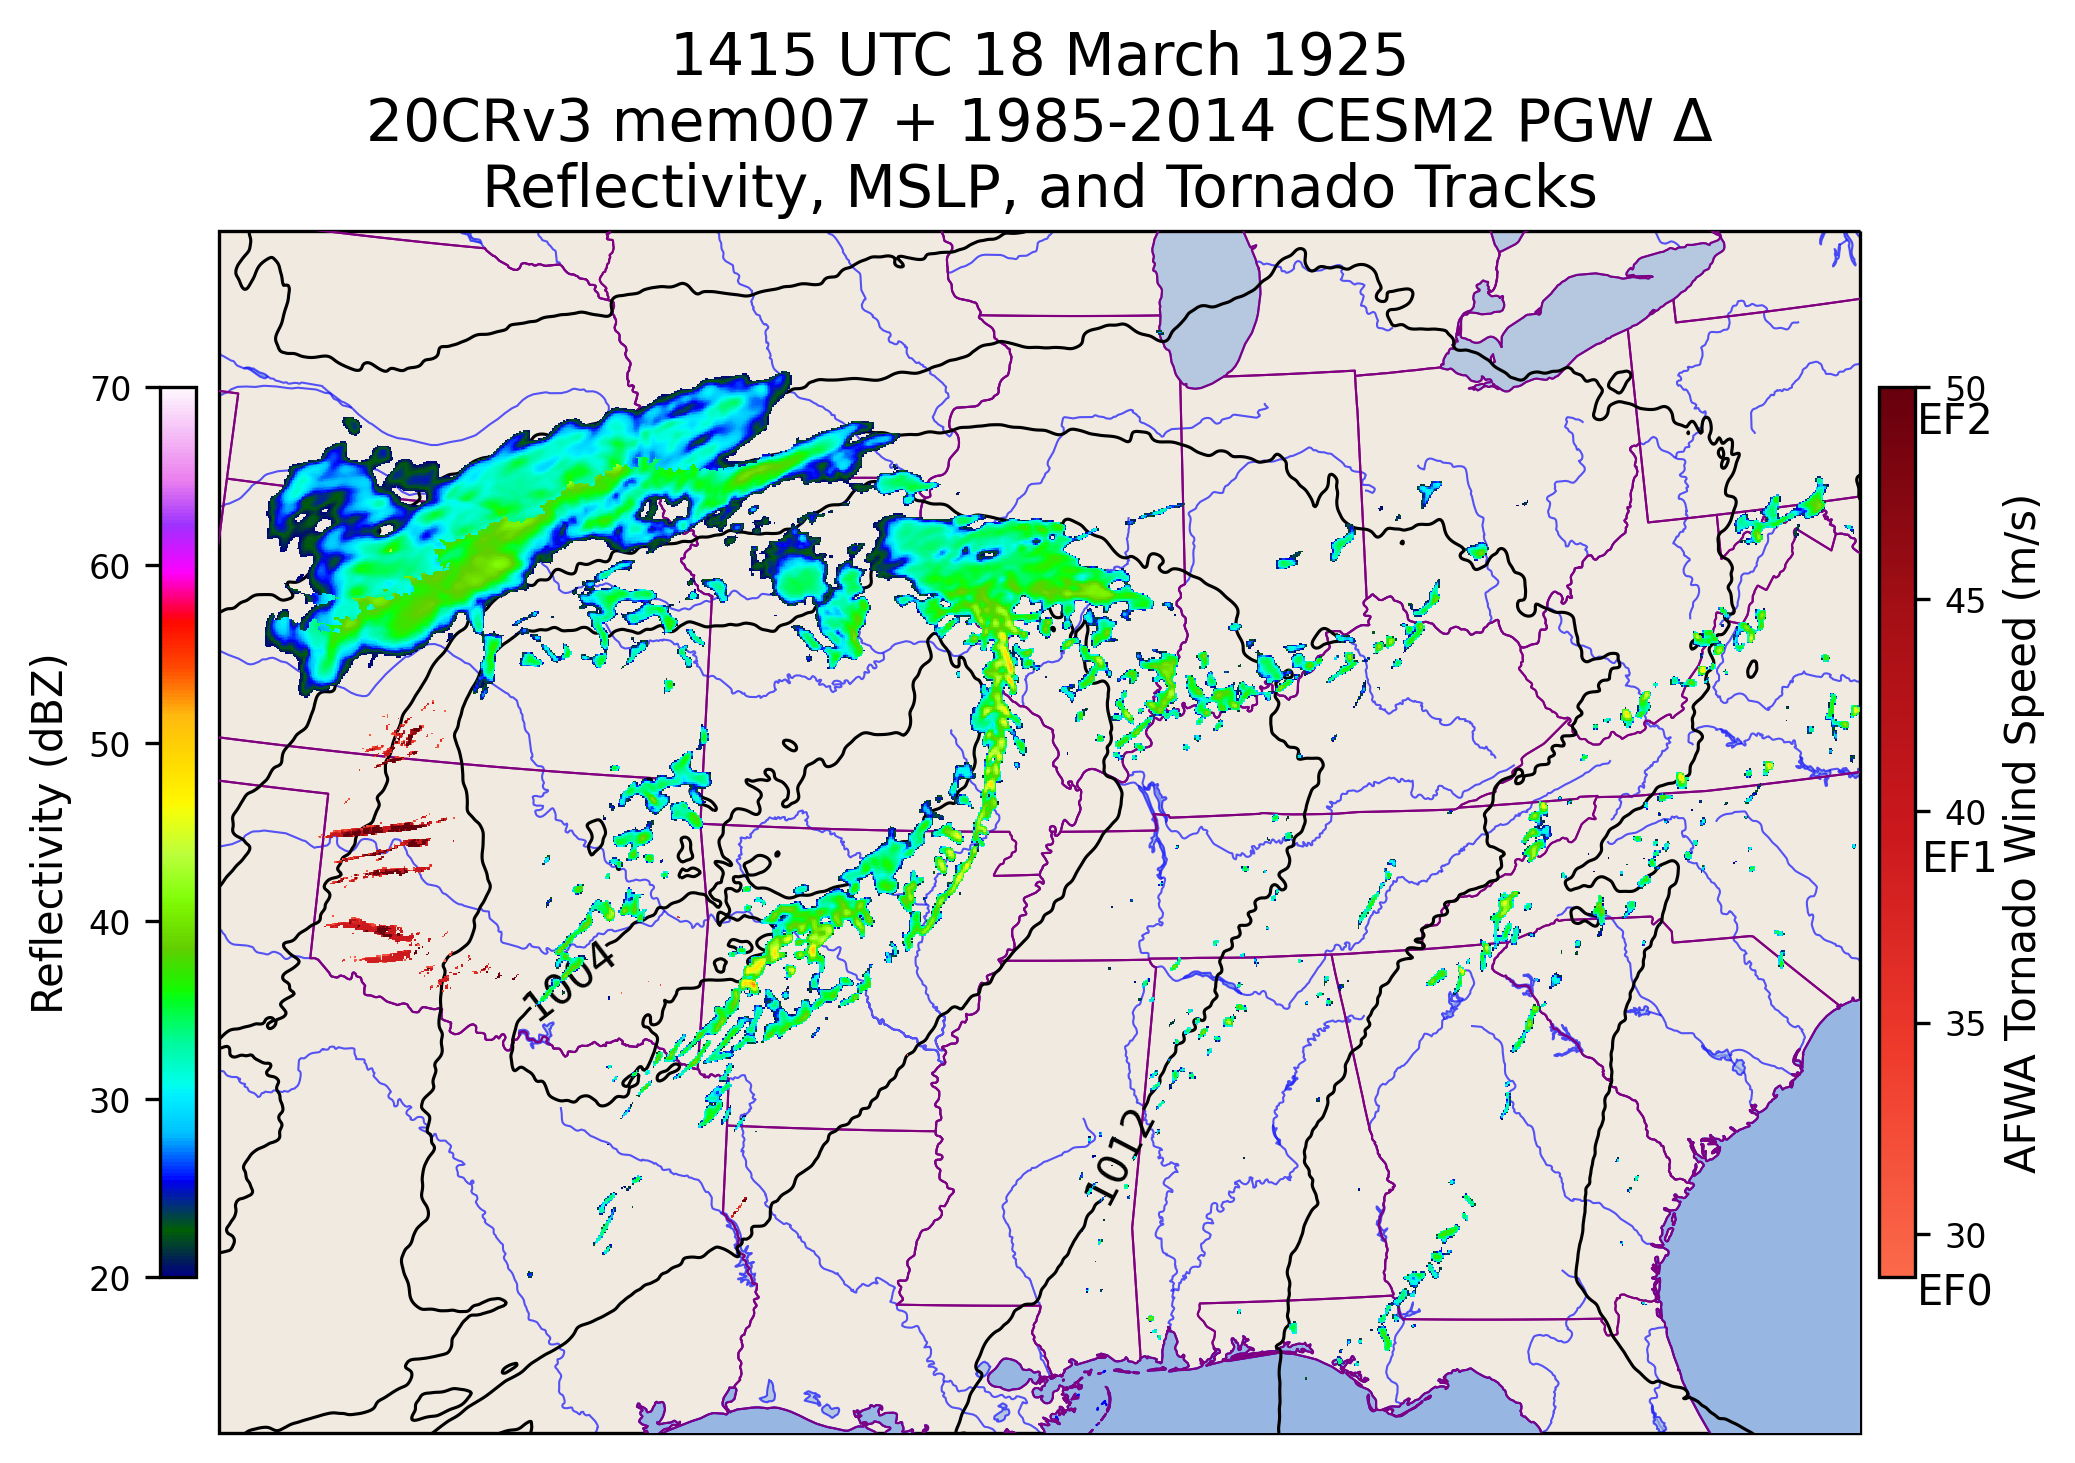 1415 UTC 18 March 1925
20CRv3 mem007 + 1985-2014 CESM2 PGW Δ
Reflectivity, MSLP, and Tornado Tracks
70
60
50
40
30
20
Reflectivity (dBZ)
1004
1012
50
EF2
45
40
EF1
35
30
EF0
AFWA Tornado Wind Speed (m/s)